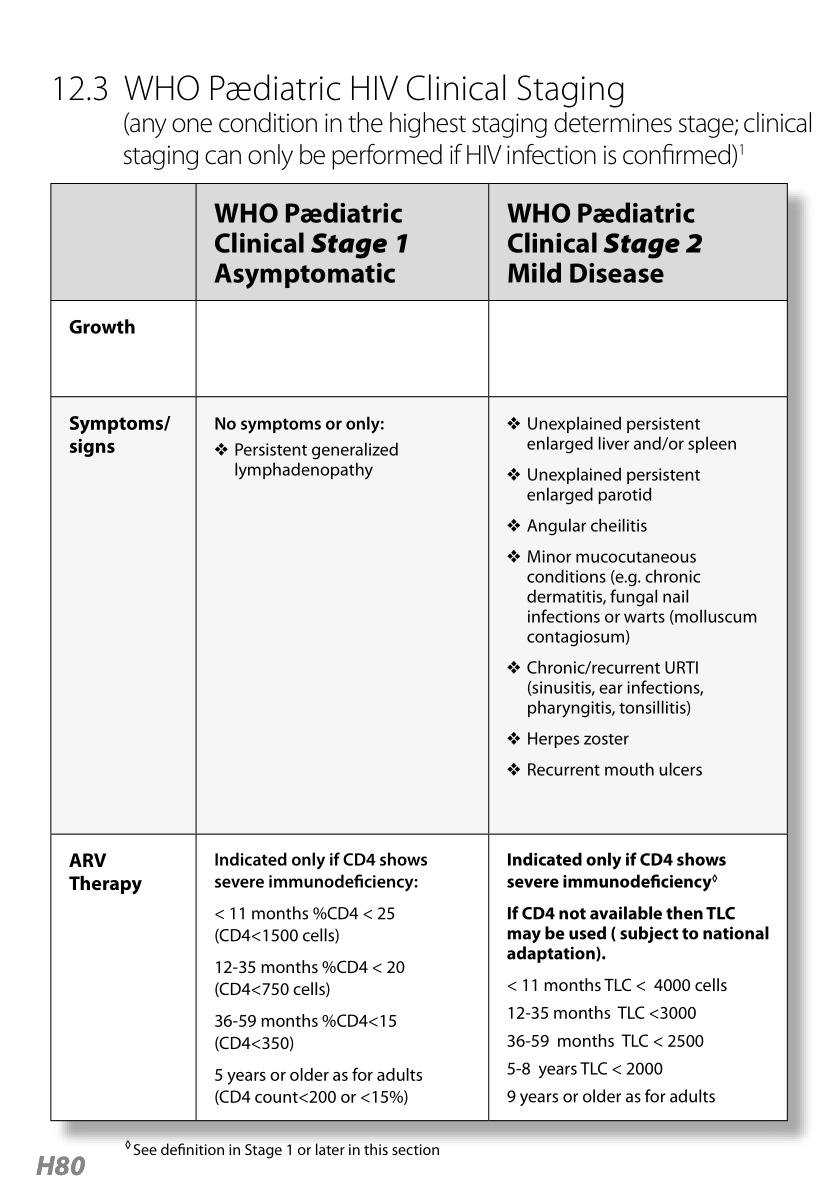 12.3 WHO Pædiatric HIV Clinical Staging
(any one condition in the highest staging determines stage; clinical
staging can only be performed if HIV infection is confirmed)1
WHO Pædiatric
Clinical Stage 1
Asymptomatic
WHO Pædiatric
Clinical Stage 2
Mild Disease
Growth
Symptoms/
signs
No symptoms or only:
❖ Persistent generalized
lymphadenopathy
❖ Unexplained persistent
enlarged liver and/or spleen
❖ Unexplained persistent
enlarged parotid
❖ Angular cheilitis
❖ Minor mucocutaneous
conditions (e.g. chronic
dermatitis, fungal nail
infections or warts (molluscum
contagiosum)
❖ Chronic/recurrent URTI
(sinusitis, ear infections,
pharyngitis, tonsillitis)
❖ Herpes zoster
❖ Recurrent mouth ulcers
ARV
Therapy
Indicated only if CD4 shows
severe immunodeficiency:
< 11 months %CD4 < 25
(CD4<1500 cells)
12-35 months %CD4 < 20
(CD4<750 cells)
36-59 months %CD4<15
(CD4<350)
5 years or older as for adults
(CD4 count<200 or <15%)
Indicated only if CD4 shows
severe immunodeficiency◊
If CD4 not available then TLC
may be used ( subject to national
adaptation).
< 11 months TLC < 4000 cells
12-35 months TLC <3000
36-59 months TLC < 2500
5-8 years TLC < 2000
9 years or older as for adults
◊ See definition in Stage 1 or later in this section
H80